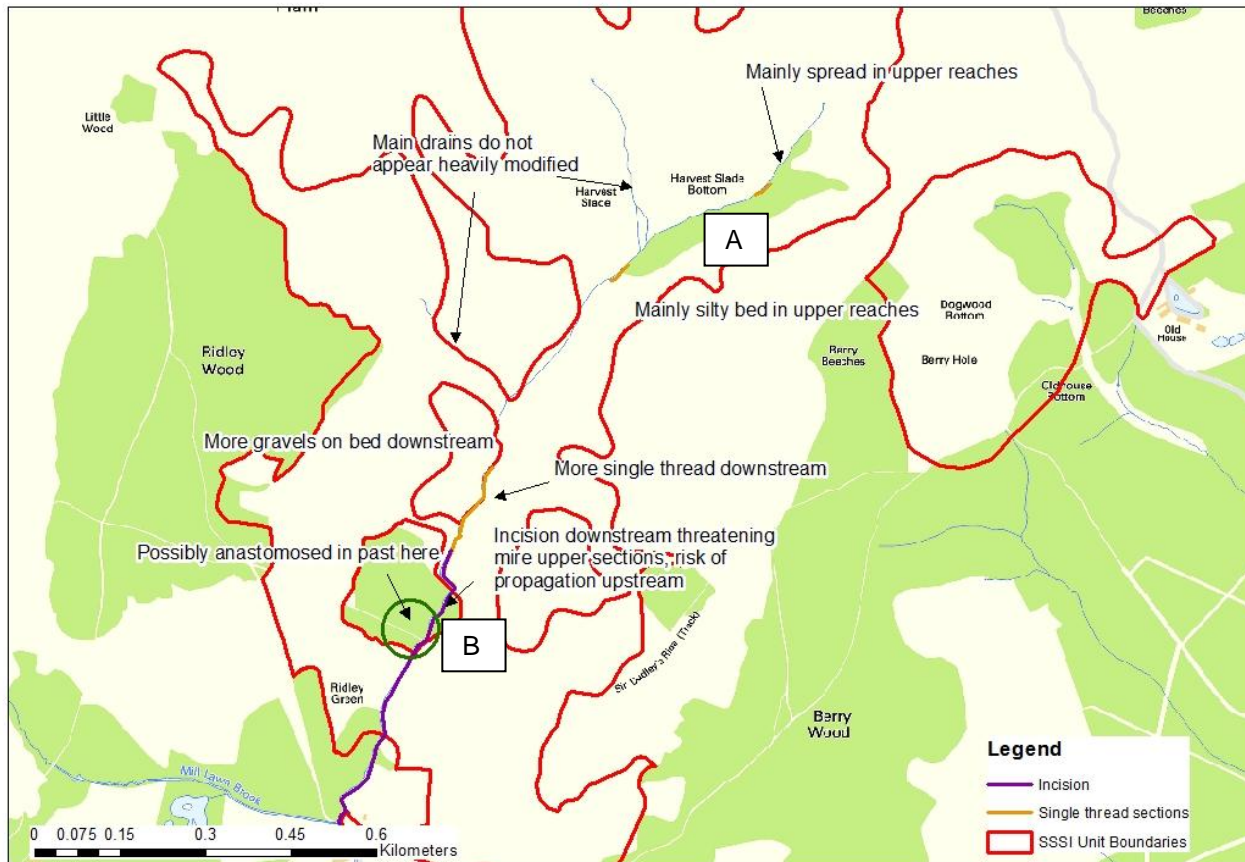 Beeches
Mainly spread in upper reaches
Little
Wood
Main drains do not
appear heavily modified
Harvest Slade
Bottom
Harvest
Slace
A
Mainly silty bed in upper reaches
Dogwood
Bottom
Old
House
Ridley
Wood
Berry
Beeches
Berry Hole
Oldhouse
Bottom
More gravels on bed downstream
More single thread downstream
Possibly anastomosed in past here
Incision downstream threatening
mire upper sections, risk of
propagation upstream
B
Sir Dudley's Rise (Track)
Ridley
Green
Berry
Wood
Mill Lawn Brook
Legend
Incision
Single thread sections
SSSI Unit Boundaries
0 0.075 0.15 0.3 0.45 0.6
Kilometers